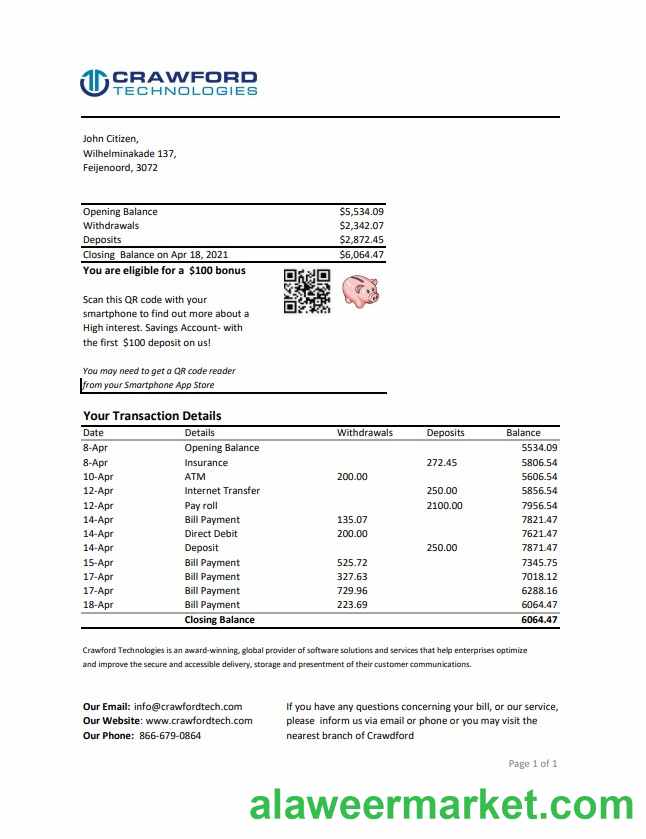 CRAWFORD
TECHNOLOGIES
John Citizen,
Wilhelminakade 137,
Feijenoord, 3072
Opening Balance $5,534.09
Withdrawals $2,342.07
Deposits $2,872.45
Closing Balance on Apr 18, 2021 $6,064.47
You are eligible for a $100 bonus
Scan this QR code with your
smartphone to find out more about a
High interest. Savings Account- with
the first $100 deposit on us!
You may need to get a QR code reader
from your Smartphone App Store
Your Transaction Details
Date Details Withdrawals Deposits Balance
8-Apr Opening Balance 5534.09
8-Apr Insurance 272.45 5806.54
10-Apr ATM 200.00 5606.54
12-Apr Internet Transfer 250.00 5856.54
12-Apr Pay roll 2100.00 7956.54
14-Apr Bill Payment 135.07 7821.47
14-Apr Direct Debit 200.00 7621.47
14-Apr Deposit 250.00 7871.47
15-Apr Bill Payment 525.72 7345.75
17-Apr Bill Payment 327.63 7018.12
17-Apr Bill Payment 729.96 6288.16
18-Apr Bill Payment 223.69 6064.47
Closing Balance 6064.47
Crawford Technologies is an award-winning, global provider of software solutions and services that help enterprises optimize
and improve the secure and accessible delivery, storage and presentment of their customer communications.
Our Email: info@crawfordtech.com
Our Website: www.crawfordtech.com
Our Phone: 866-679-0864
If you have any questions concerning your bill, or our service,
please inform us via email or phone or you may visit the
nearest branch of Crawdford
Page 1 of 1
alaweermarket.com